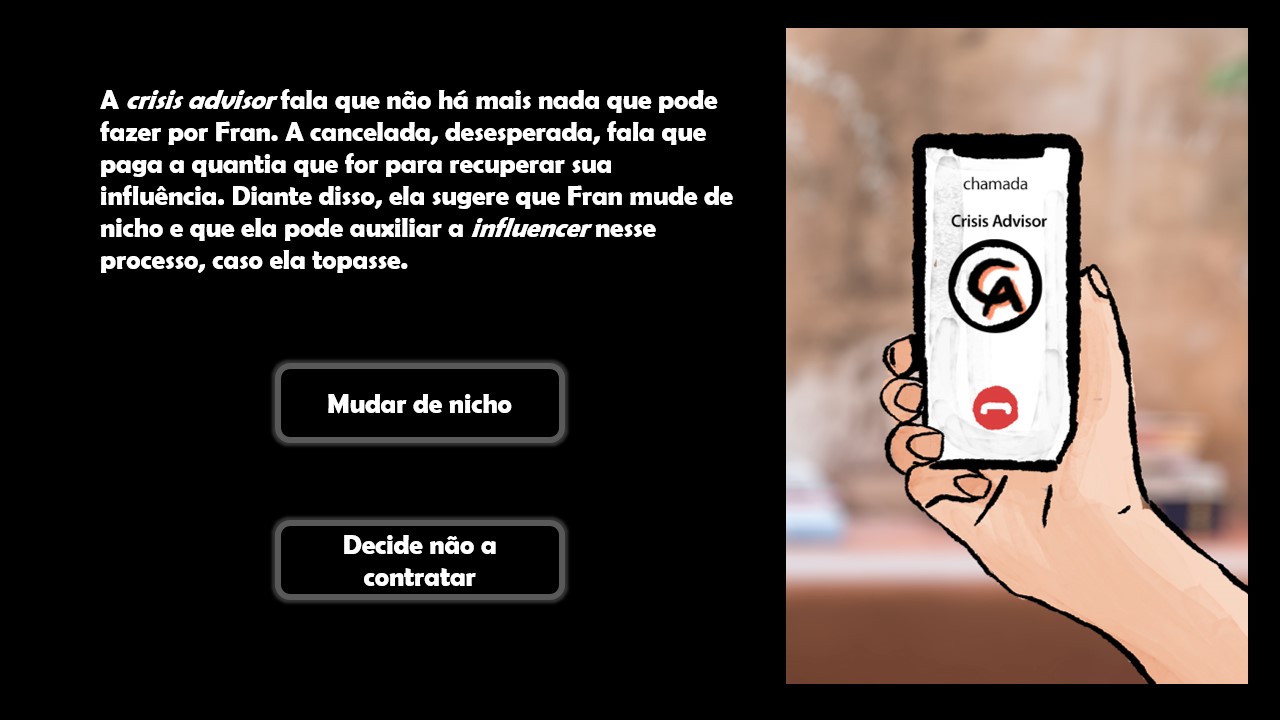 A crisis advisor fala que não há mais nada que pode
fazer por Fran. A cancelada, desesperada, fala que
paga a quantia que for para recuperar sua
influência. Diante disso, ela sugere que Fran mude de
nicho e que ela pode auxiliar a influencer nesse
processo, caso ela topasse.
Mudar de nicho
Decide não a
contratar
chamada
Crisis Advisor
CA